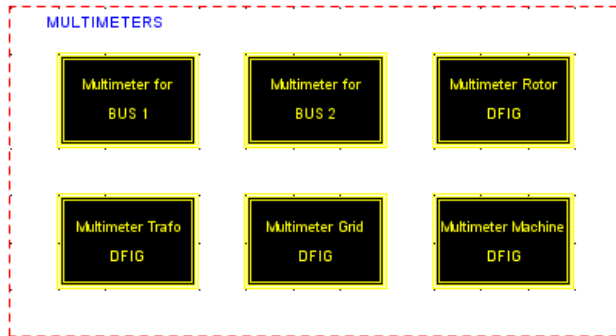 MULTIMETERS
Multimeter for
BUS 1
Multimeter for
BUS 2
Multimeter Rotor
DFIG
Multimeter Trafo
DFIG
Multimeter Grid
DFIG
Multimeter Machine
DFIG